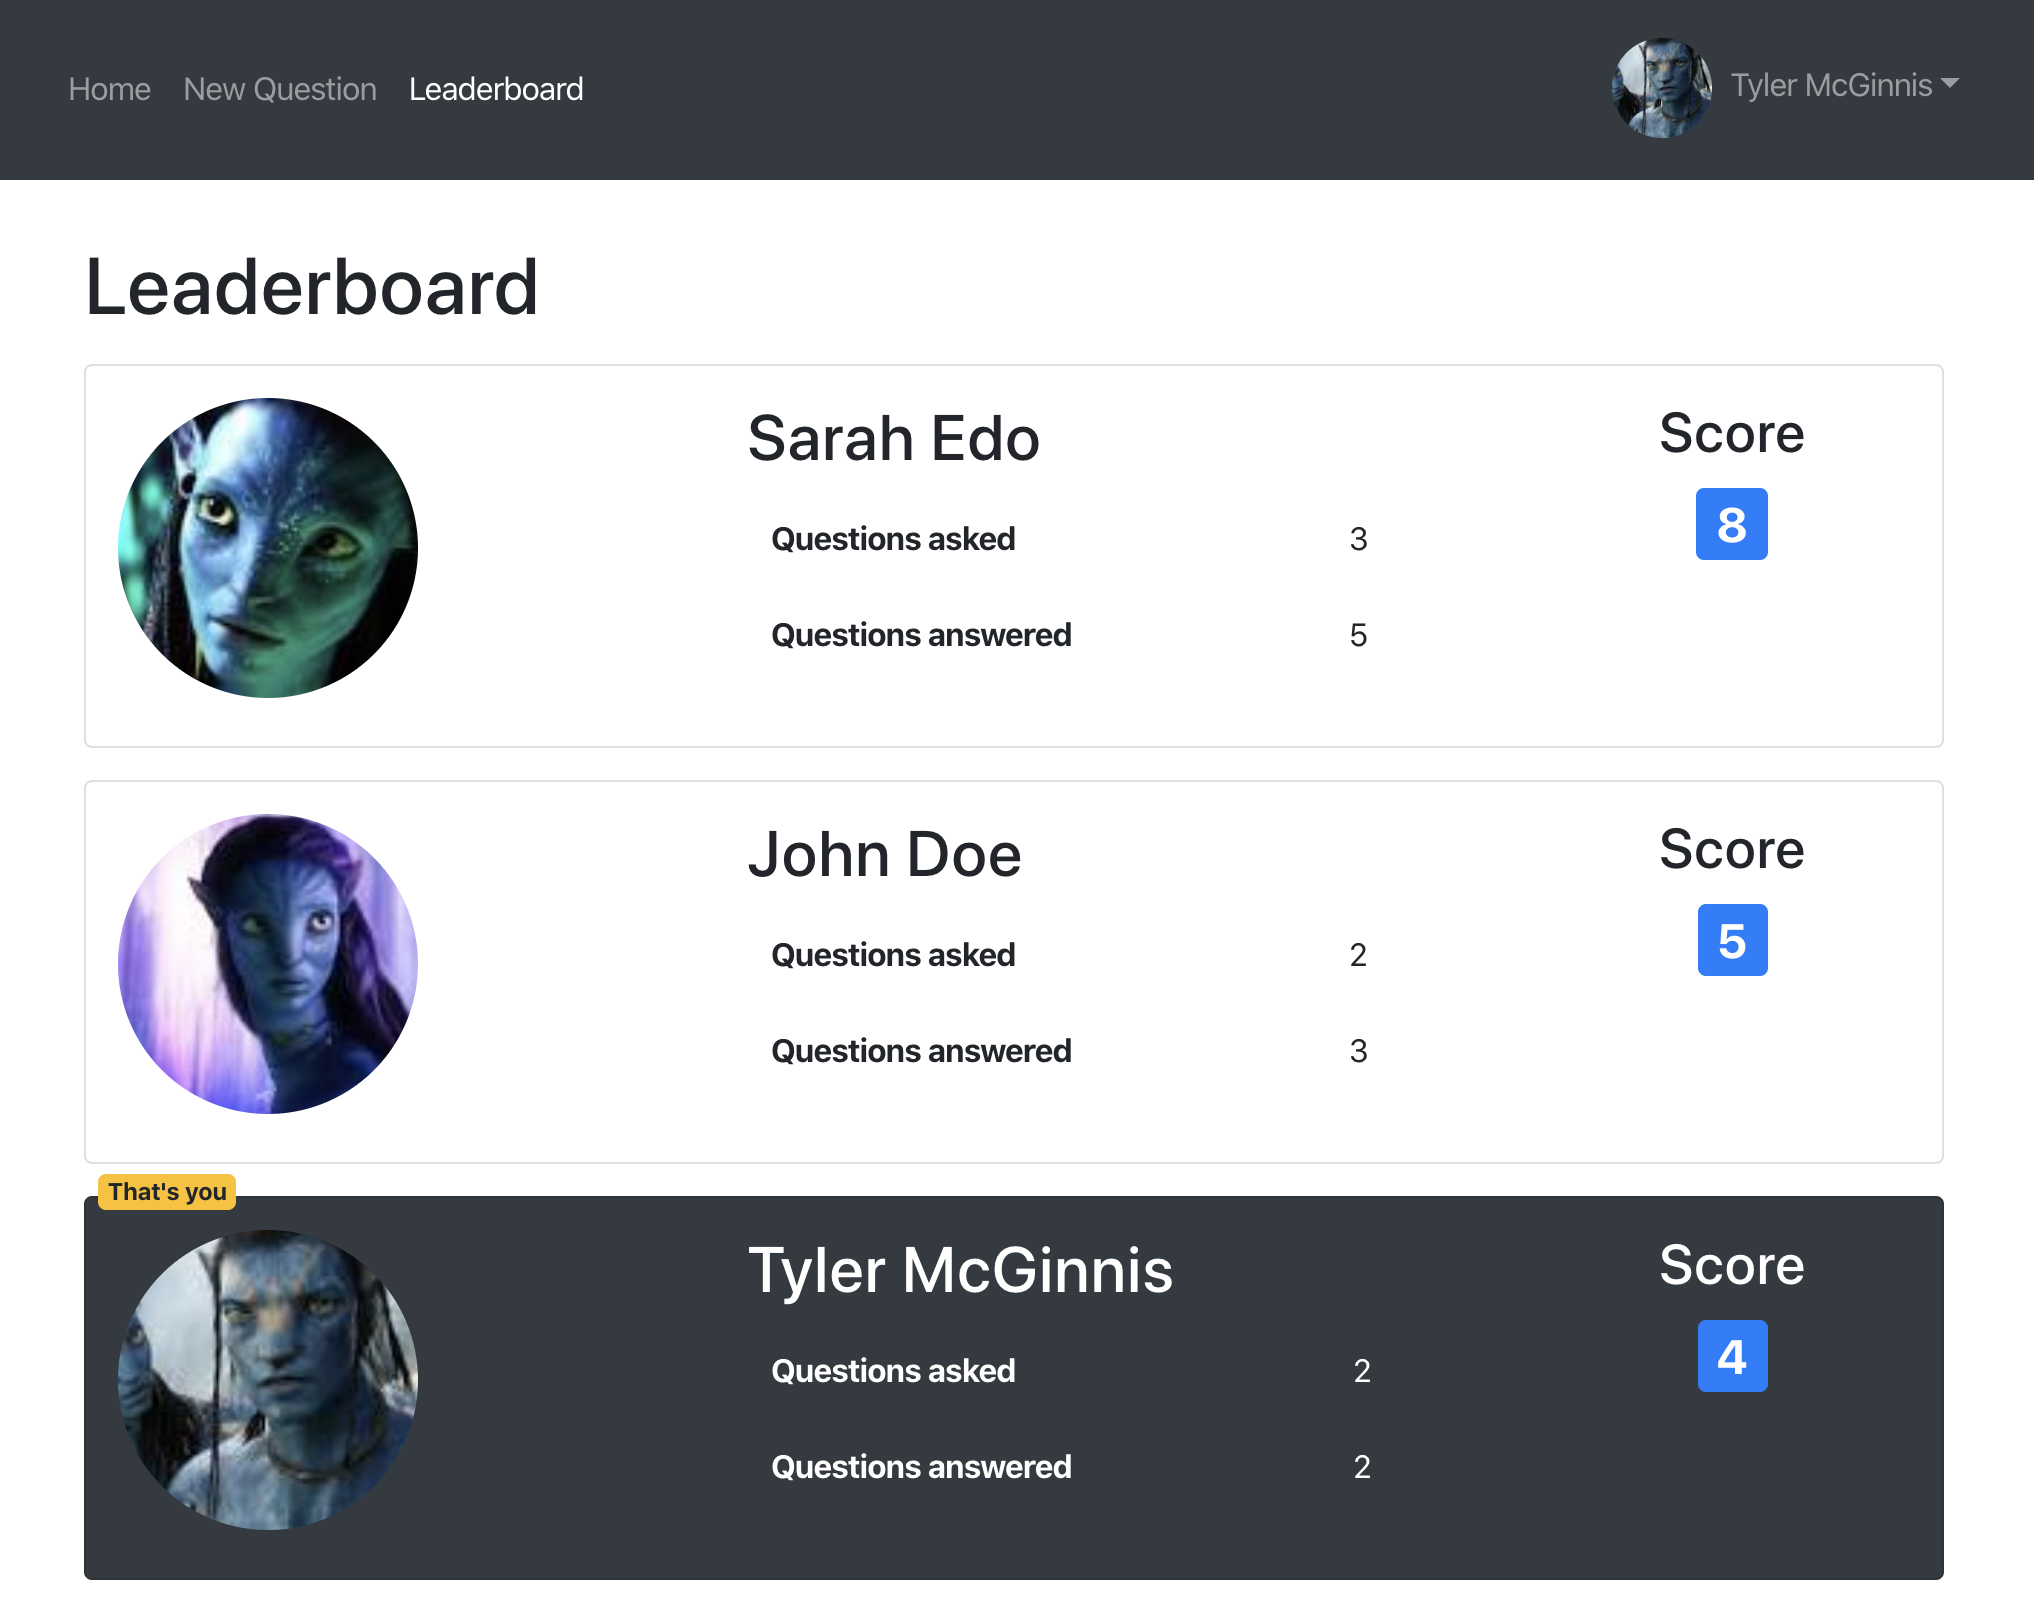 Home New Question Leaderboard Tyler McGinnis
Leaderboard
Sarah Edo
Questions asked 3
Questions answered 5
Score
8
John Doe
Questions asked 2
Questions answered 3
Score
5
That's you
Tyler McGinnis
Questions asked 2
Questions answered 2
Score
4